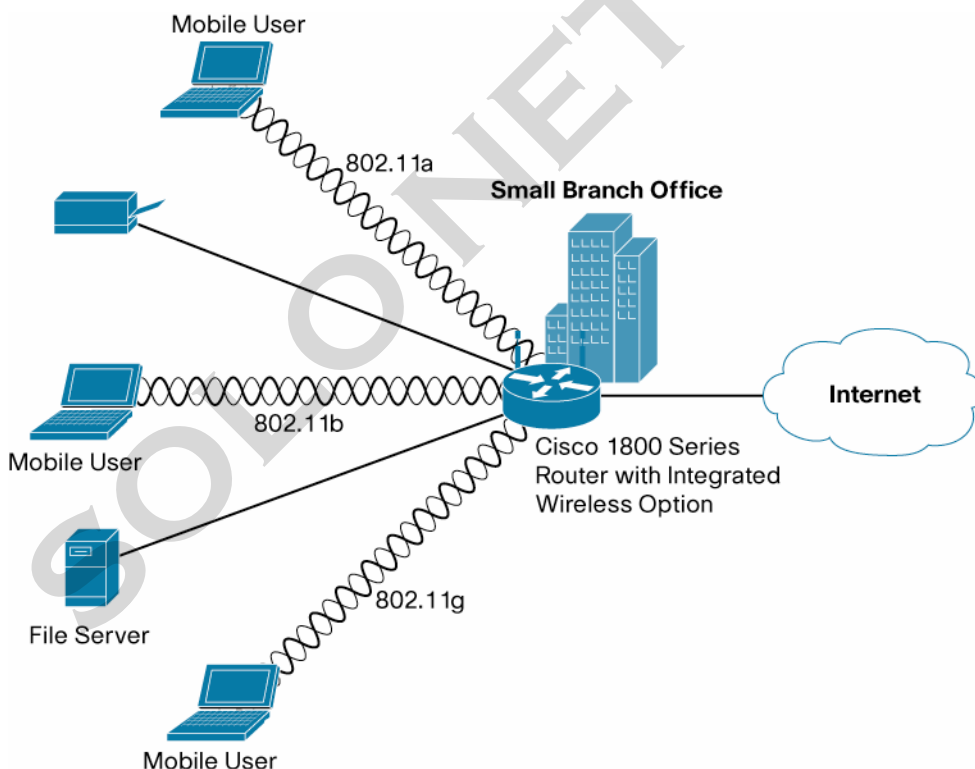 Mobile User
802.11a
Small Branch Office
802.11b
Mobile User
Internet
Cisco 1800 Series
Router with Integrated
Wireless Option
802.11g
File Server
Mobile User
SOLONET